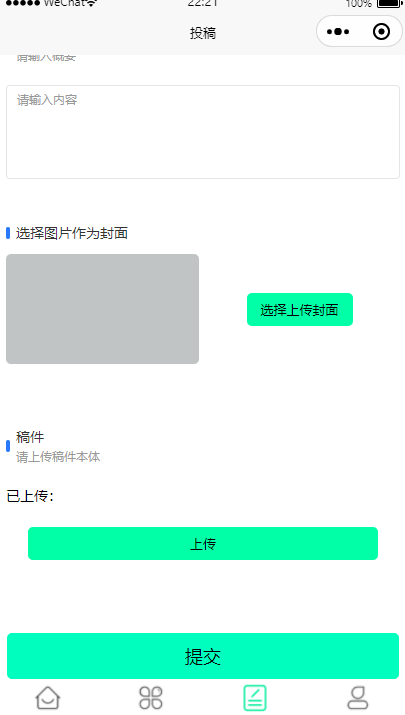 WeChat
22:21
100%
投稿
请输入概要
请输入内容
选择图片作为封面
选择上传封面
稿件
请上传稿件本体
已上传:
上传
提交